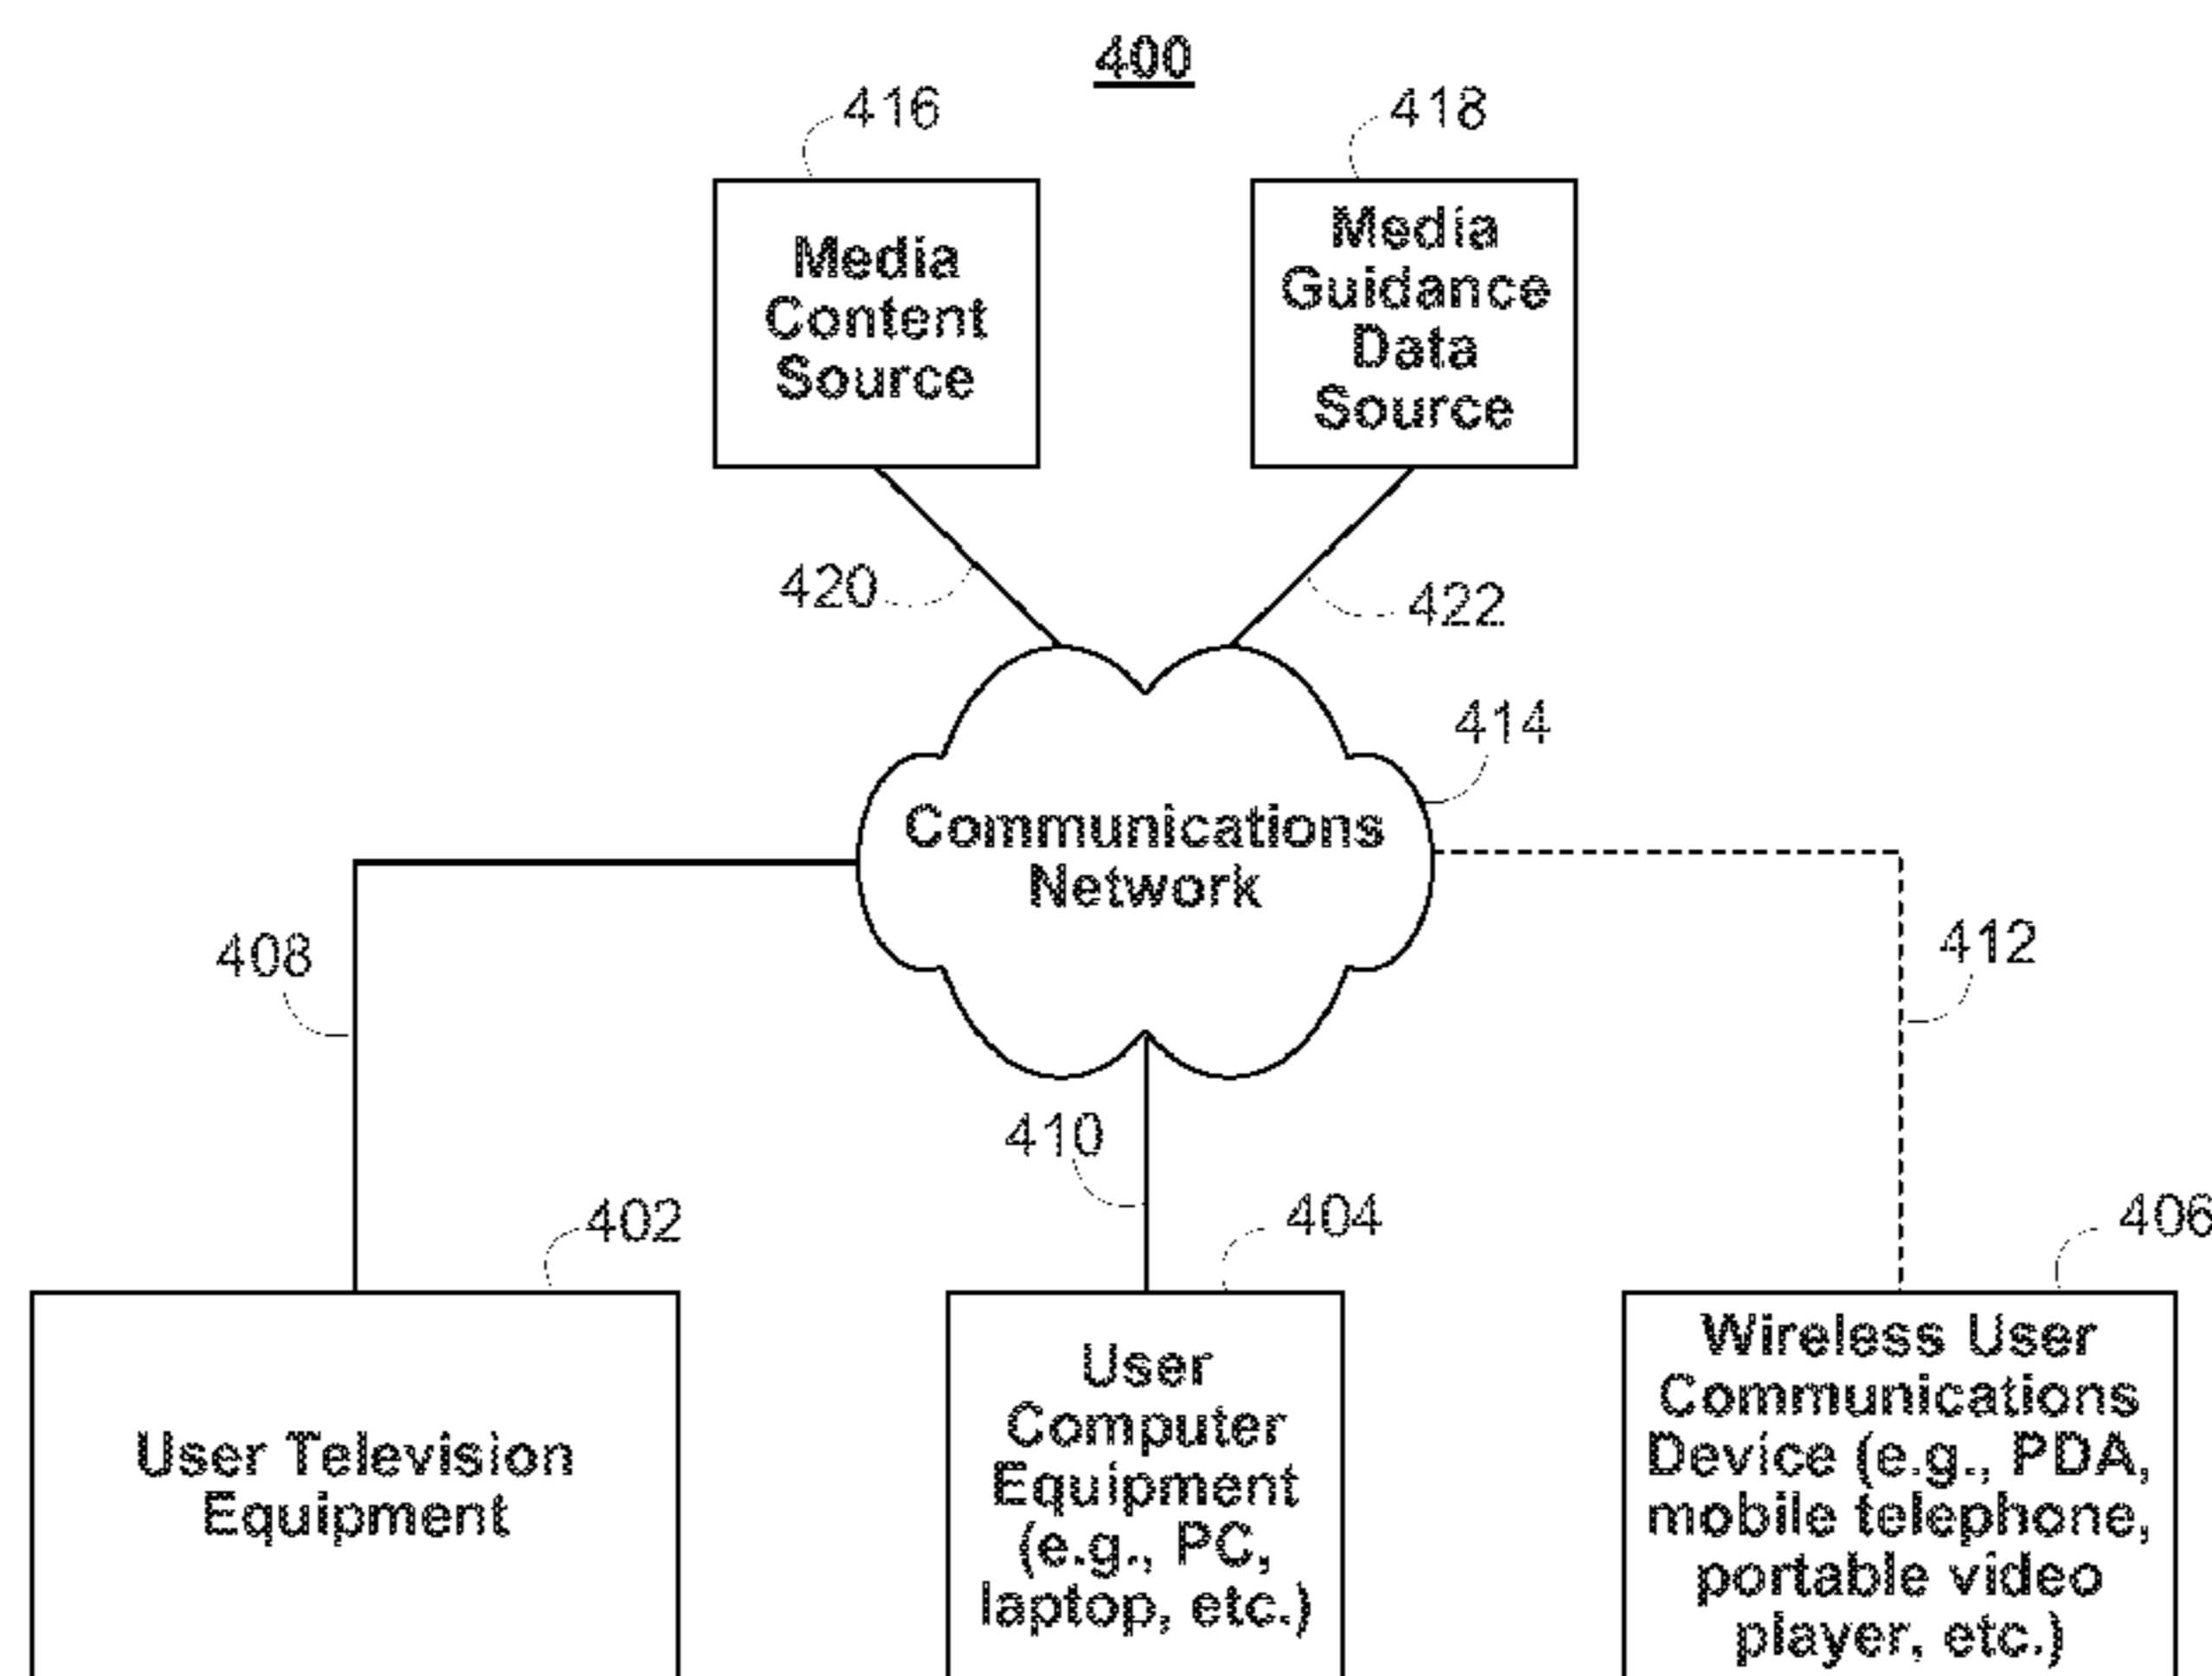 400
416
418
Media
Content
Source
Media
Guidance
Data
Source
420
422
414
Communications
Network
408
412
410
402
404
406
User Television
Equipment
User
Computer
Equipment
(e.g., PC,
laptop, etc.)
Wireless User
Communications
Device (e.g., PDA,
mobile telephone,
portable video
player, etc.)